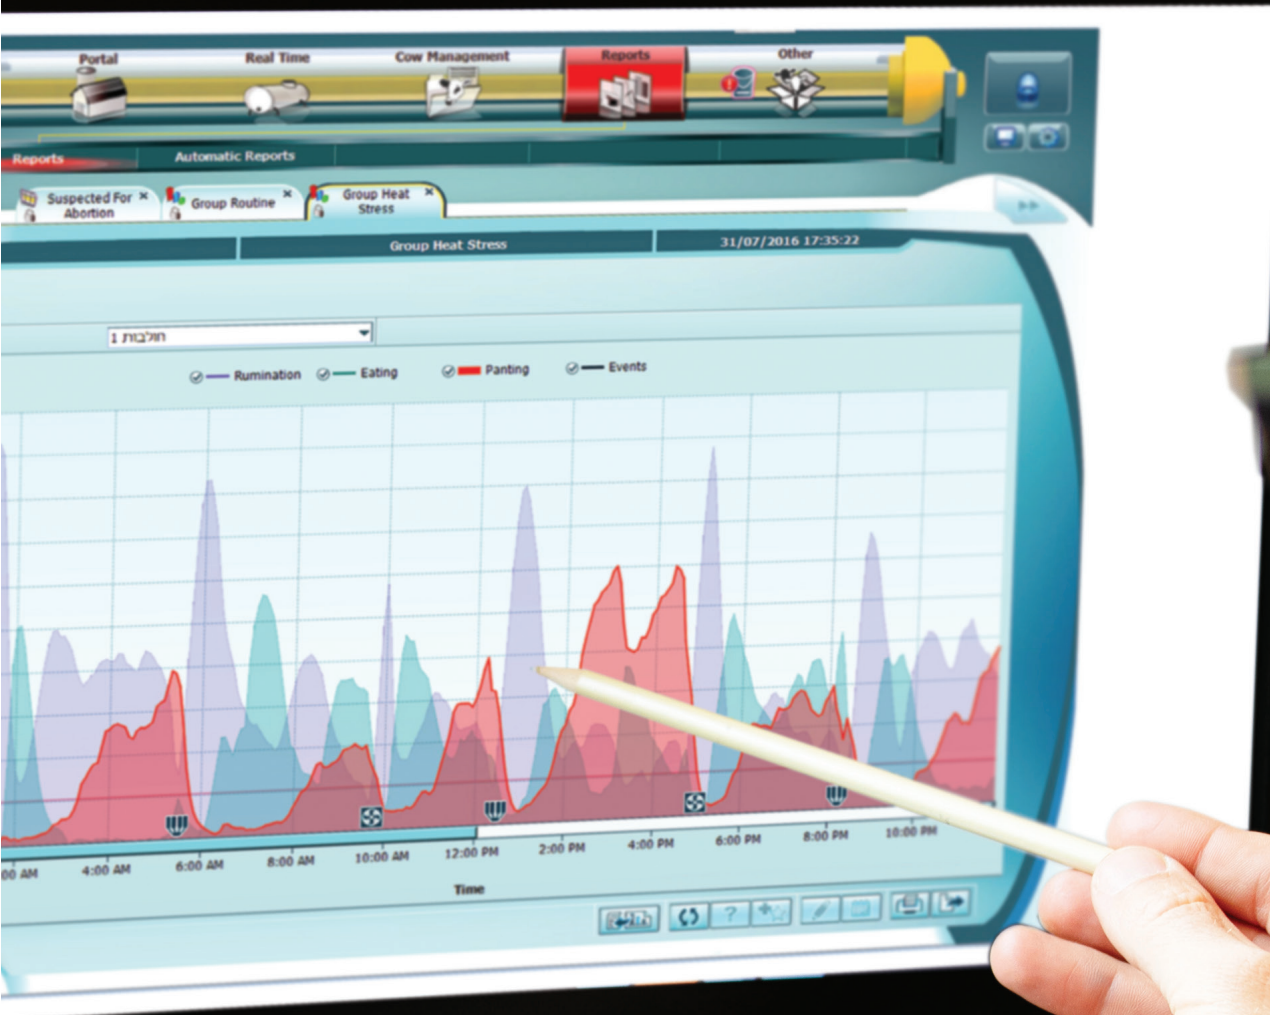 Portal
Real Time
Cow Management
Reports
Other
Reports
Automatic Reports
Suspected For
Abortion
Group Routine
Group Heat
Stress
Group Heat Stress
31/07/2016 17:35:22
חולבות 1
Rumination
Eating
Panting
Events
00 AM
4:00 AM
6:00 AM
8:00 AM
10:00 AM
12:00 PM
2:00 PM
4:00 PM
6:00 PM
8:00 PM
10:00 PM
Time